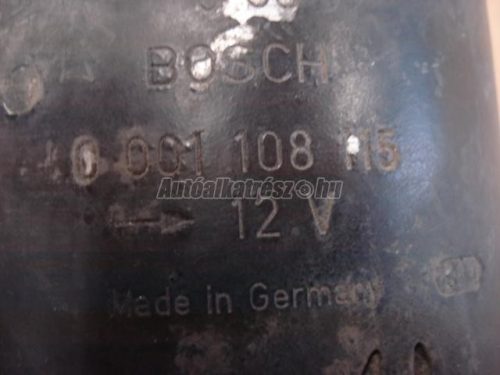 BOSCH
0 001 108 115
Autóalkatrész.hu
12 V
Made in Germany